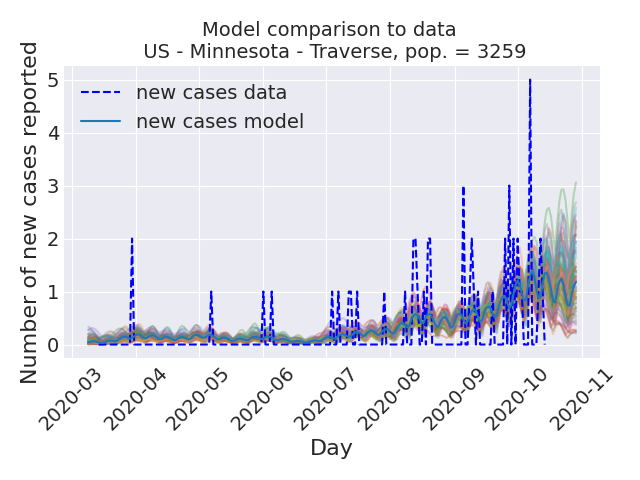 Model comparison to data
US - Minnesota - Traverse, pop. = 3259
Number of new cases reported
5
4
3
2
1
0
new cases data
new cases model
2020-03
2020-04
2020-05
2020-06
2020-07
2020-08
2020-09
2020-10
2020-11
Day